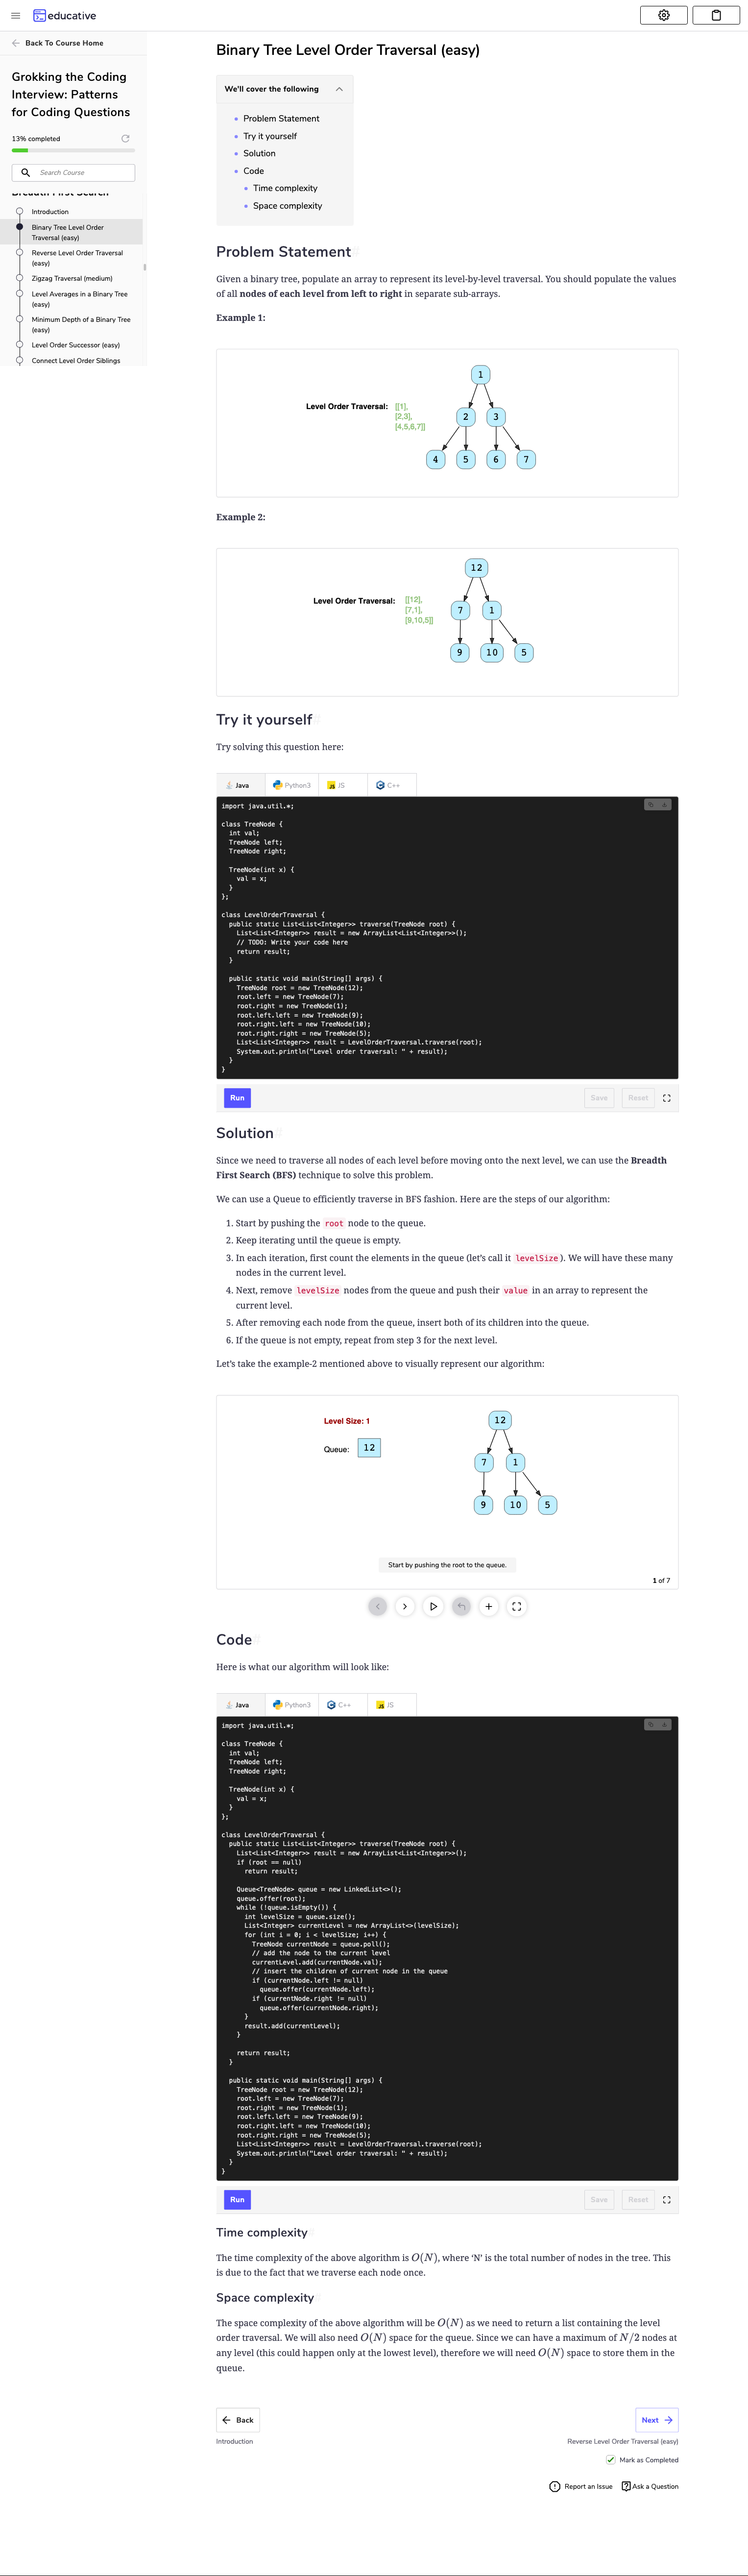 educative
Back To Course Home
Grokking the Coding
Interview: Patterns
for Coding Questions
13% completed
Search Course
Breadth First Search
Introduction
Binary Tree Level Order
Traversal (easy)
Reverse Level Order Traversal
(easy)
Zigzag Traversal (medium)
Level Averages in a Binary Tree
(easy)
Minimum Depth of a Binary Tree
(easy)
Level Order Successor (easy)
Connect Level Order Siblings
Binary Tree Level Order Traversal (easy)
We'll cover the following
Problem Statement
Try it yourself
Solution
Code
Time complexity
Space complexity
Problem Statement
Given a binary tree, populate an array to represent its level-by-level traversal. You should populate the values
of all nodes of each level from left to right in separate sub-arrays.
Example 1:
Level Order Traversal:
[[1],
[2,3],
[4,5,6,7]]
1
2 3
4 5 6 7
Example 2:
Level Order Traversal:
[[12],
[7,1],
[9,10,5]]
12
7 1
9 10 5
Try it yourself
Try solving this question here:
Java Python3 JS C++
import java.util.*;
class TreeNode {
int val;
TreeNode left;
TreeNode right;
TreeNode(int x) {
val = x;
}
};
class LevelOrderTraversal {
public static List<List<Integer>> traverse(TreeNode root) {
List<List<Integer>> result = new ArrayList<List<Integer>>();
// TODO: Write your code here
return result;
}
public static void main(String[] args) {
TreeNode root = new TreeNode(12);
root.left = new TreeNode(7);
root.right = new TreeNode(1);
root.left.left = new TreeNode(9);
root.right.left = new TreeNode(10);
root.right.right = new TreeNode(5);
List<List<Integer>> result = LevelOrderTraversal.traverse(root);
System.out.println("Level order traversal: " + result);
}
}
Run Save Reset
Solution
Since we need to traverse all nodes of each level before moving onto the next level, we can use the Breadth
First Search (BFS) technique to solve this problem.
We can use a Queue to efficiently traverse in BFS fashion. Here are the steps of our algorithm:
1. Start by pushing the root node to the queue.
2. Keep iterating until the queue is empty.
3. In each iteration, first count the elements in the queue (let's call it levelSize). We will have these many
nodes in the current level.
4. Next, remove levelSize nodes from the queue and push their value in an array to represent the
current level.
5. After removing each node from the queue, insert both of its children into the queue.
6. If the queue is not empty, repeat from step 3 for the next level.
Let's take the example-2 mentioned above to visually represent our algorithm:
Level Size: 1
Queue: 12
12
7 1
9 10 5
Start by pushing the root to the queue.
1 of 7
Code
Here is what our algorithm will look like:
Java Python3 C++ JS
import java.util.*;
class TreeNode {
int val;
TreeNode left;
TreeNode right;
TreeNode(int x) {
val = x;
}
};
class LevelOrderTraversal {
public static List<List<Integer>> traverse(TreeNode root) {
List<List<Integer>> result = new ArrayList<List<Integer>>();
if (root == null)
return result;
Queue<TreeNode> queue = new LinkedList<>();
queue.offer(root);
while (!queue.isEmpty()) {
int levelSize = queue.size();
List<Integer> currentLevel = new ArrayList<>(levelSize);
for (int i = 0; i < levelSize; i++) {
TreeNode currentNode = queue.poll();
// add the node to the current level
currentLevel.add(currentNode.val);
// insert the children of current node in the queue
if (currentNode.left != null)
queue.offer(currentNode.left);
if (currentNode.right != null)
queue.offer(currentNode.right);
}
result.add(currentLevel);
}
return result;
}
public static void main(String[] args) {
TreeNode root = new TreeNode(12);
root.left = new TreeNode(7);
root.right = new TreeNode(1);
root.left.left = new TreeNode(9);
root.right.left = new TreeNode(10);
root.right.right = new TreeNode(5);
List<List<Integer>> result = LevelOrderTraversal.traverse(root);
System.out.println("Level order traversal: " + result);
}
}
Run Save Reset
Time complexity
The time complexity of the above algorithm is O(N), where 'N' is the total number of nodes in the tree. This
is due to the fact that we traverse each node once.
Space complexity
The space complexity of the above algorithm will be O(N) as we need to return a list containing the level
order traversal. We will also need O(N) space for the queue. Since we can have a maximum of N/2 nodes at
any level (this could happen only at the lowest level), therefore we will need O(N) space to store them in the
queue.
Back Next
Introduction Reverse Level Order Traversal (easy)
Mark as Completed
Report an Issue Ask a Question